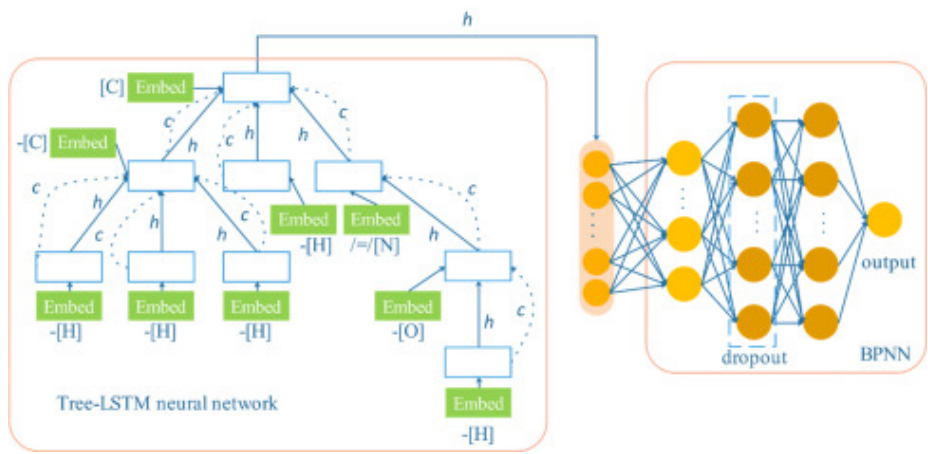 h
[C] Embed
c h c h h c
-[C] Embed
c h c h h c
Embed Embed
-[H] /=/[N]
h c
Embed Embed Embed Embed
-[H] -[H] -[H] -[O]
h c
Embed
-[H]
Tree-LSTM neural network
output
dropout
BPNN